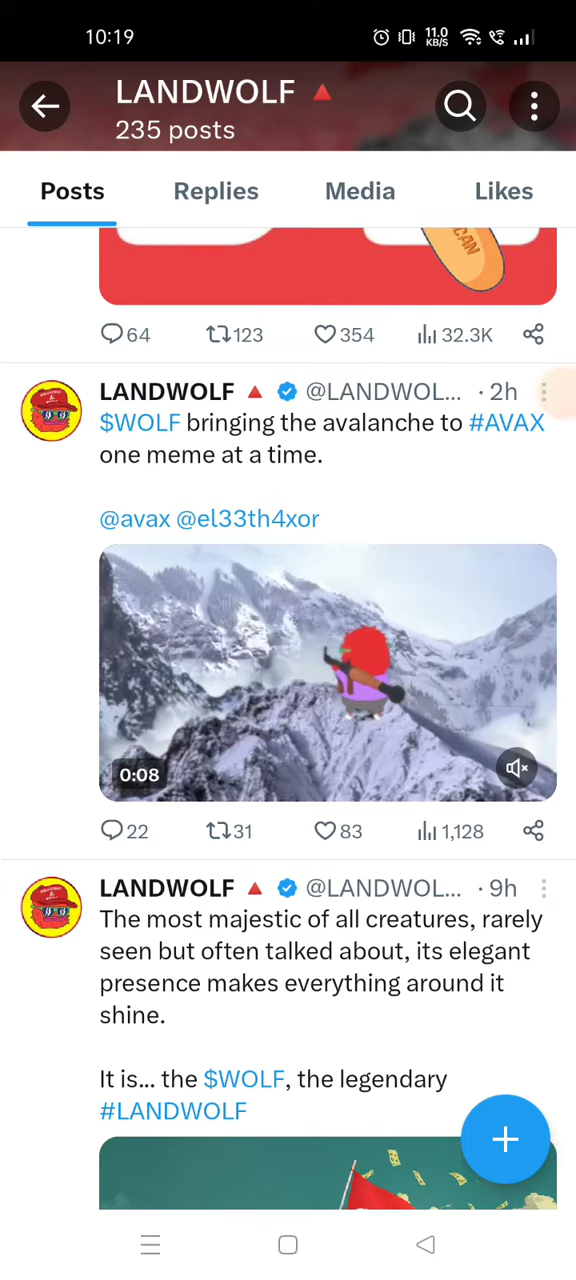 10:19
11.0
KB/S
LANDWOLF
235 posts
Posts Replies Media Likes
CAN
64 123 354 32.3K
LANDWOLF @LANDWOL... · 2h
$WOLF bringing the avalanche to #AVAX
one meme at a time.
@avax @el33th4xor
0:08
22 31 83 1,128
LANDWOLF @LANDWOL... · 9h
The most majestic of all creatures, rarely
seen but often talked about, its elegant
presence makes everything around it
shine.
It is... the $WOLF, the legendary
#LANDWOLF